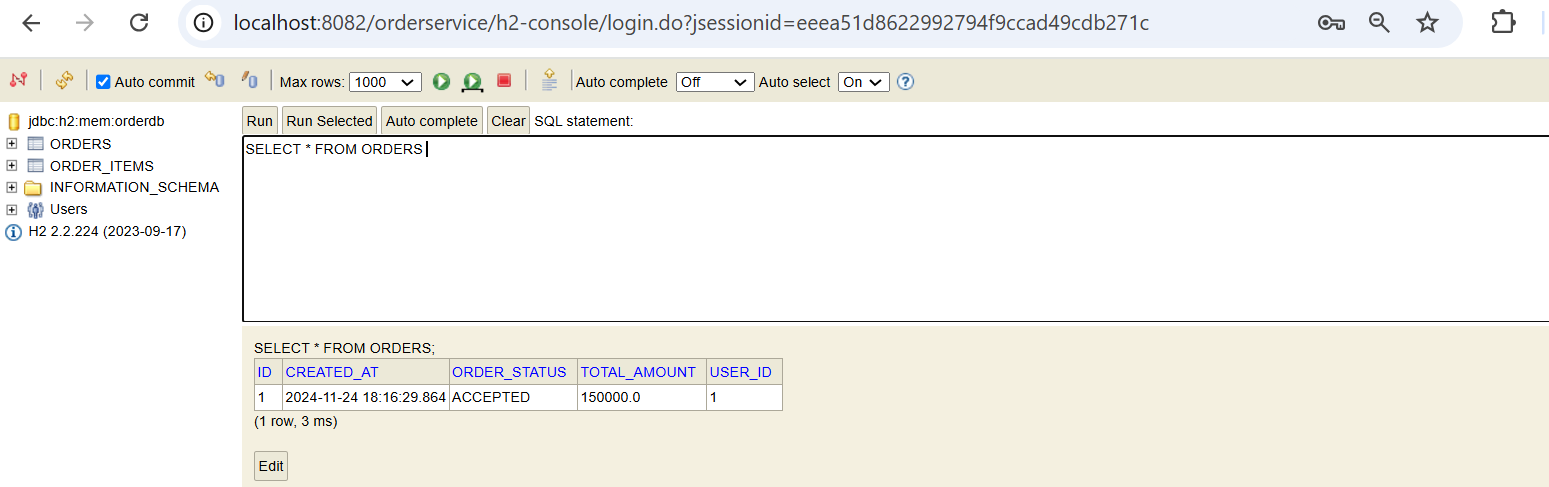 localhost:8082/orderservice/h2-console/login.do?jsessionid=eeea51d8622992794f9ccad49cdb271c
Auto commit Max rows: 1000 Auto complete Off Auto select On
jdbc:h2:mem:orderdb
ORDERS
ORDER_ITEMS
INFORMATION_SCHEMA
Users
H2 2.2.224 (2023-09-17)
Run Run Selected Auto complete Clear SQL statement:
SELECT * FROM ORDERS
SELECT * FROM ORDERS;
ID CREATED_AT ORDER_STATUS TOTAL_AMOUNT USER_ID
1 2024-11-24 18:16:29.864 ACCEPTED 150000.0 1
(1 row, 3 ms)
Edit